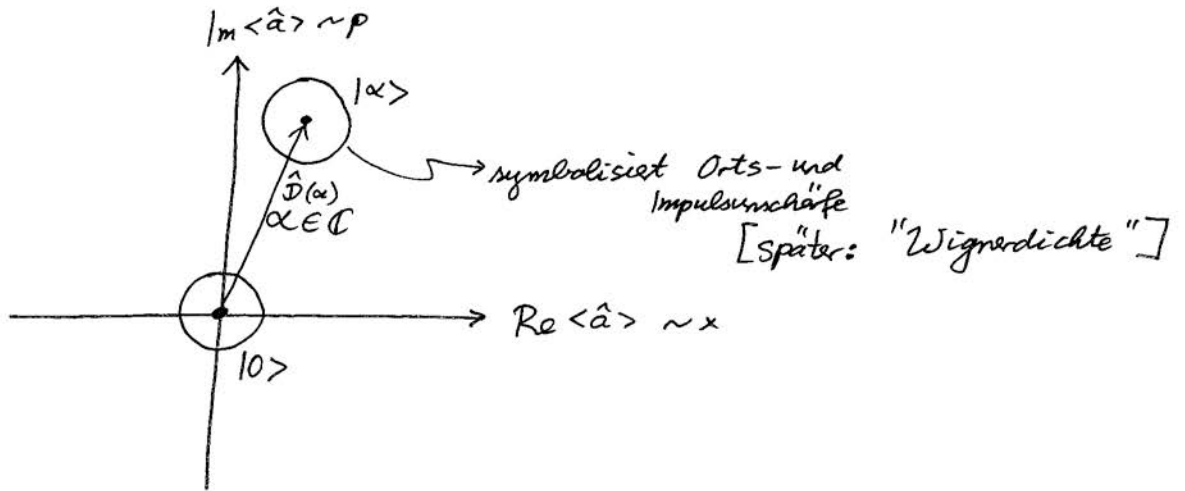 Im <â> ~p
|α>
symbolisiert Orts- und
Impulsunschärfe
[später: "Wignerdichte"]
D̂(α)
α ∈ ℂ
Re <â> ~x
|0>